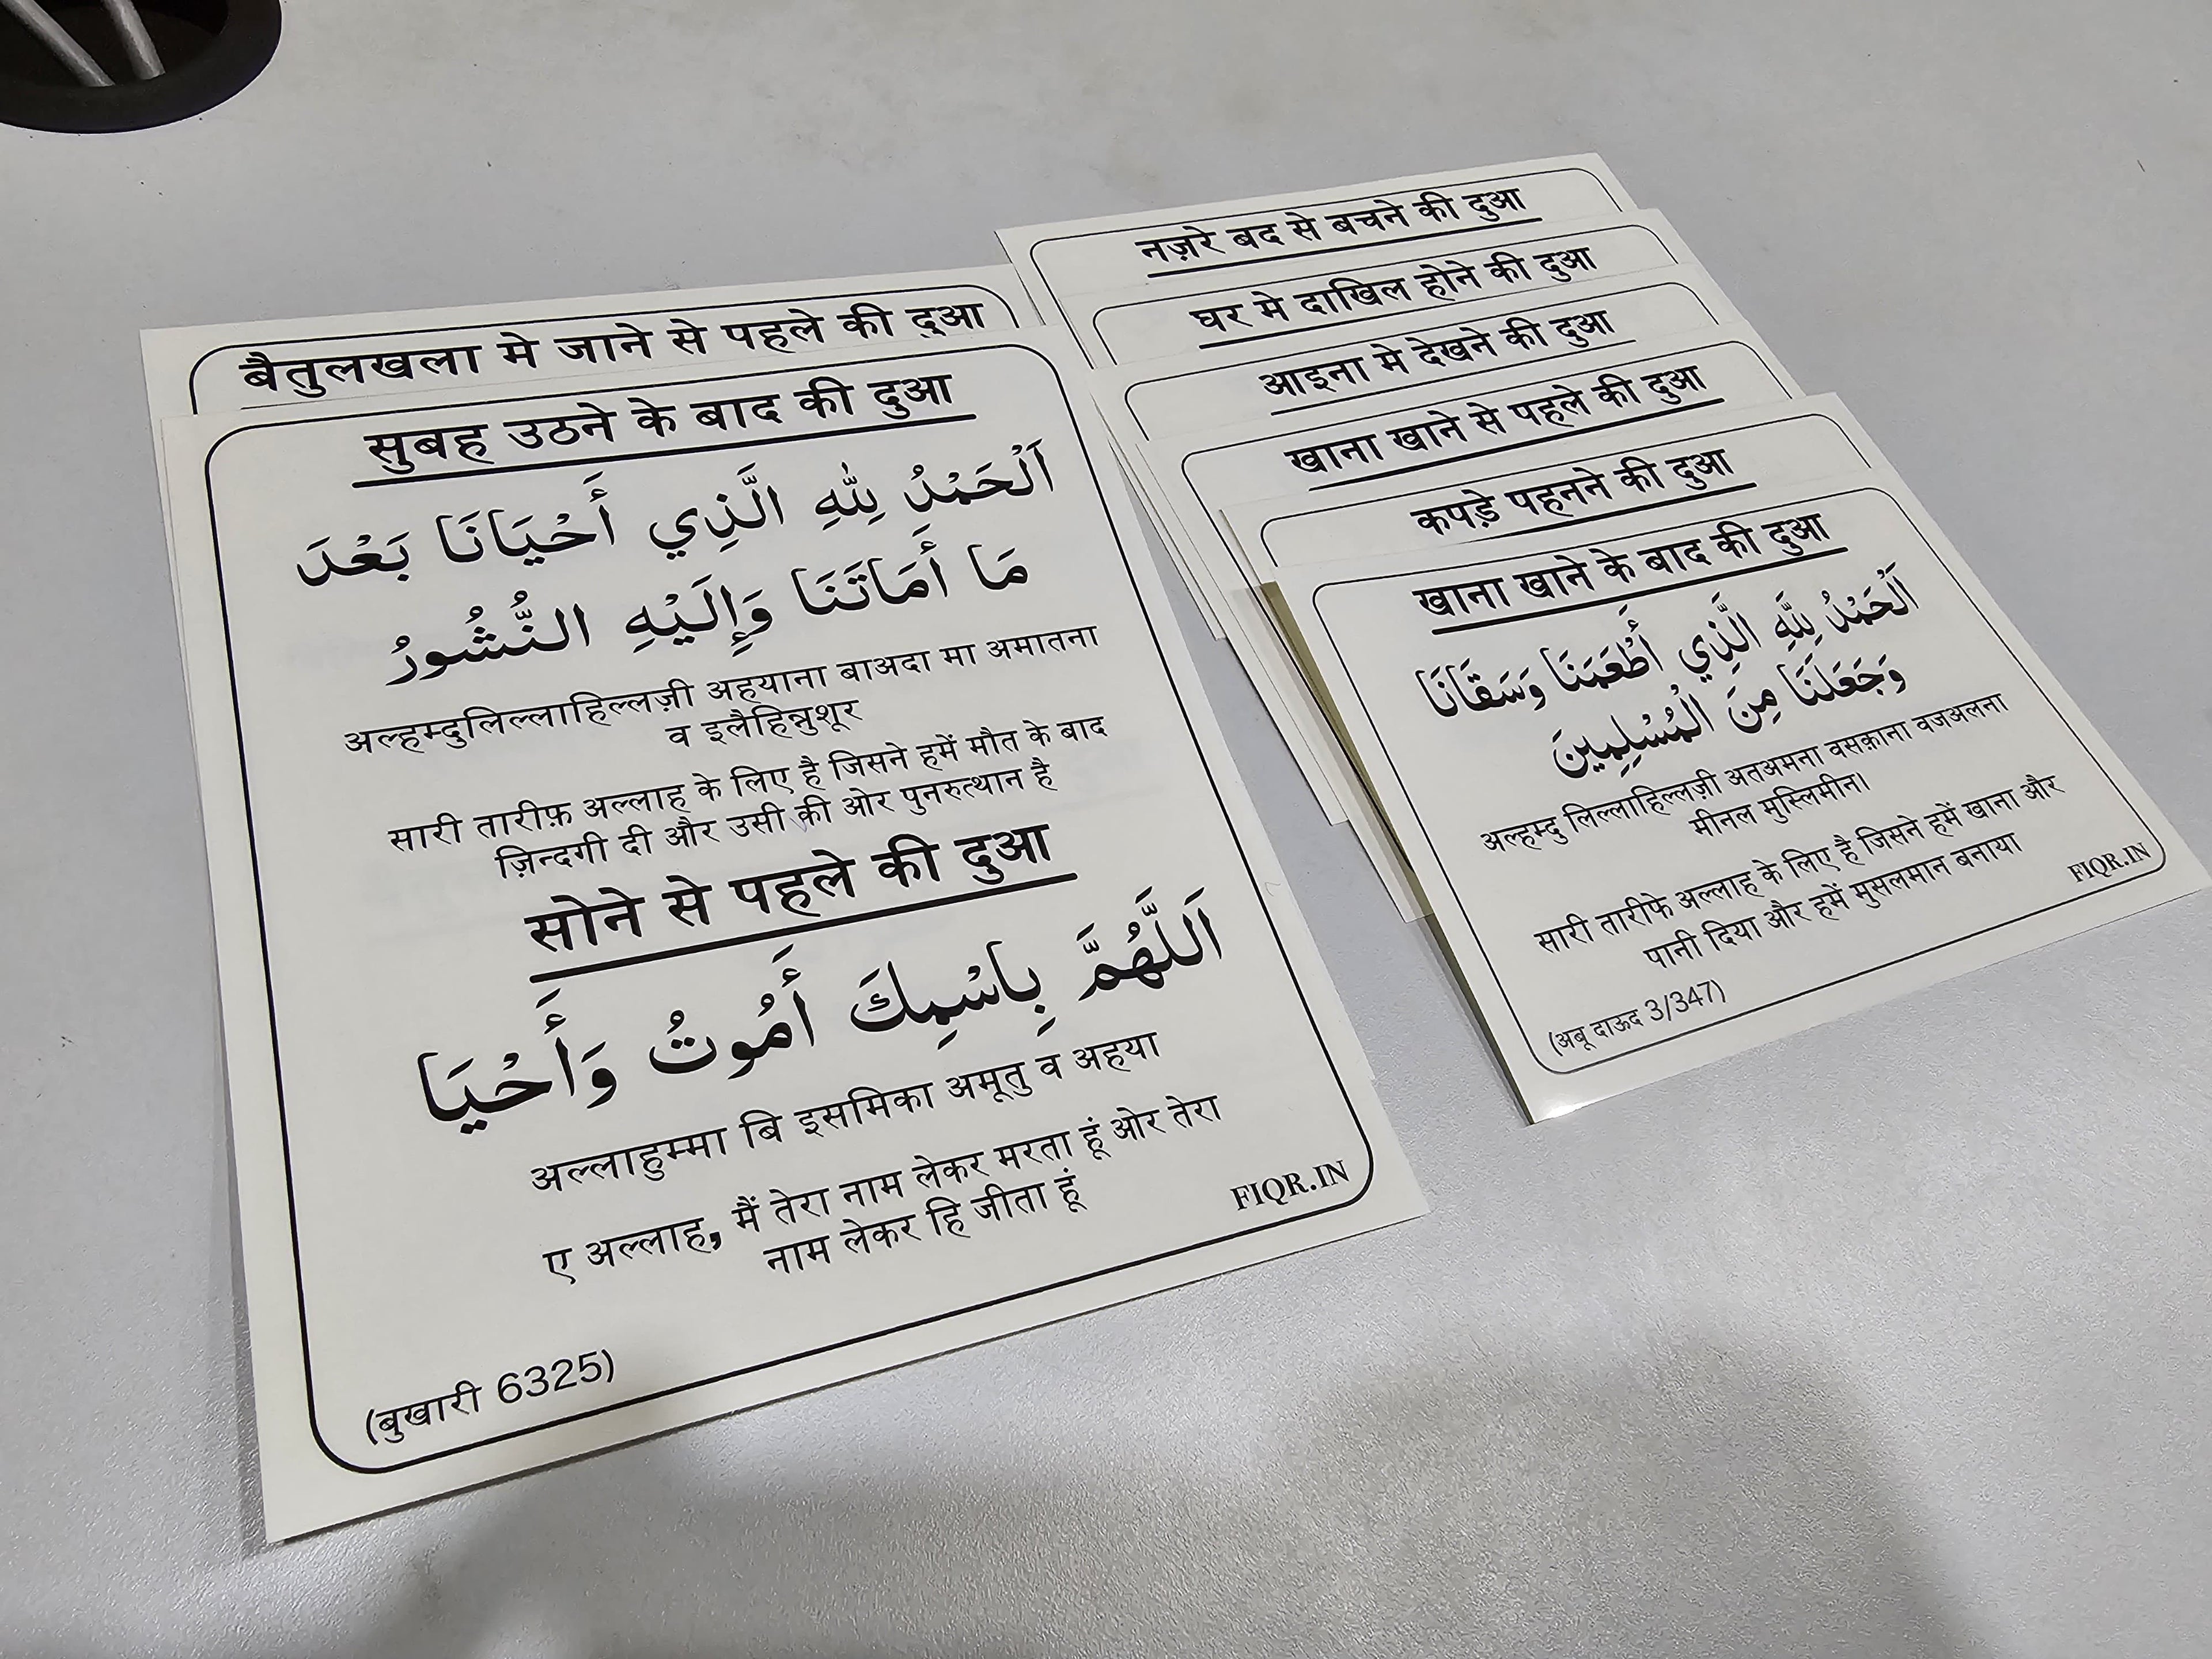 बैतुलखला मे जाने से पहले की दुआ
सुबह उठने के बाद की दुआ
اَلْحَمْدُ لِلّٰهِ الَّذِي أَحْيَانَا بَعْدَ
مَا أَمَاتَنَا وَإِلَيْهِ النُّشُورُ
अल्हम्दुलिल्लाहिल्लज़ी अहयाना बाअदा मा अमातना
व इलैहिन्नुशूर
सारी तारीफ़ अल्लाह के लिए है जिसने हमें मौत के बाद
ज़िन्दगी दी और उसी की ओर पुनरुत्थान है
सोने से पहले की दुआ
اَللَّهُمَّ بِاسْمِكَ أَمُوتُ وَأَحْيَا
अल्लाहुम्मा बि इसमिका अमूतु व अहया
ए अल्लाह, मैं तेरा नाम लेकर मरता हूं ओर तेरा
नाम लेकर हि जीता हूं
FIQR.IN
(बुखारी 6325)
नज़रे बद से बचने की दुआ
घर मे दाखिल होने की दुआ
आइना मे देखने की दुआ
खाना खाने से पहले की दुआ
कपड़े पहनने की दुआ
खाना खाने के बाद की दुआ
اَلْحَمْدُ لِلَّهِ الَّذِي أَطْعَمَنَا وَسَقَانَا
وَجَعَلَنَا مِنَ الْمُسْلِمِينَ
अल्हम्दु लिल्लाहिल्लज़ी अतअमना वसक़ाना वजअलना
मीनल मुस्लिमीन।
सारी तारीफे अल्लाह के लिए है जिसने हमें खाना और
पानी दिया और हमें मुसलमान बनाया
FIQR.IN
(अबू दाऊद 3/347)